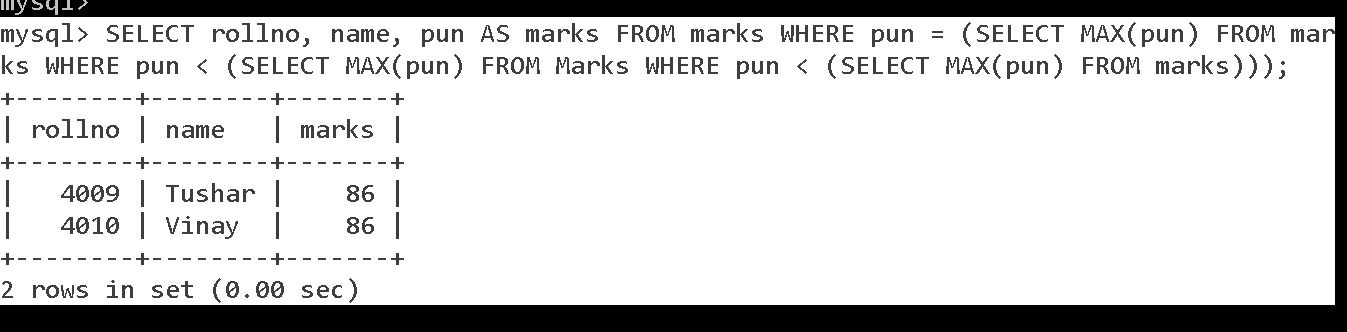 mysql>
mysql> SELECT rollno, name, pun AS marks FROM marks WHERE pun = (SELECT MAX(pun) FROM mar
ks WHERE pun < (SELECT MAX(pun) FROM Marks WHERE pun < (SELECT MAX(pun) FROM marks)));
+--------+--------+-------+
| rollno | name   | marks |
+--------+--------+-------+
|   4009 | Tushar |    86 |
|   4010 | Vinay  |    86 |
+--------+--------+-------+
2 rows in set (0.00 sec)